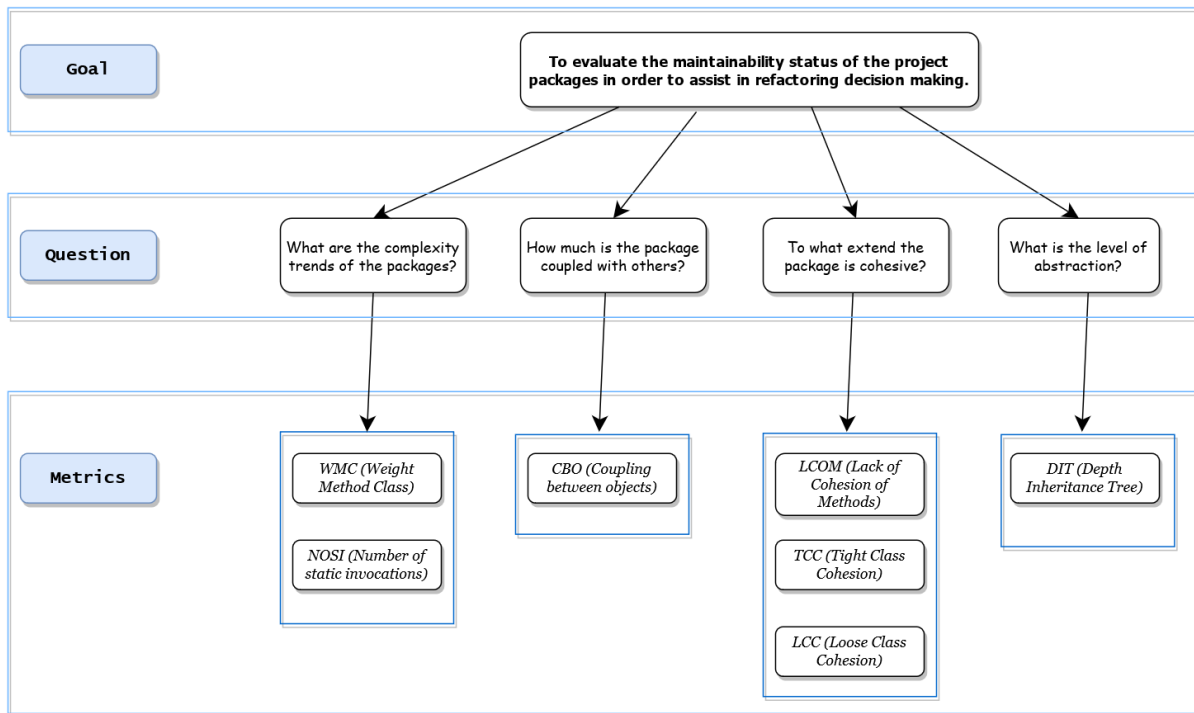 Goal
To evaluate the maintainability status of the project
packages in order to assist in refactoring decision making.
Question
What are the complexity
trends of the packages?
How much is the package
coupled with others?
To what extend the
package is cohesive?
What is the level of
abstraction?
Metrics
WMC (Weight
Method Class)
NOSI (Number of
static invocations)
CBO (Coupling
between objects)
LCOM (Lack of
Cohesion of
Methods)
TCC (Tight Class
Cohesion)
LCC (Loose Class
Cohesion)
DIT (Depth
Inheritance Tree)